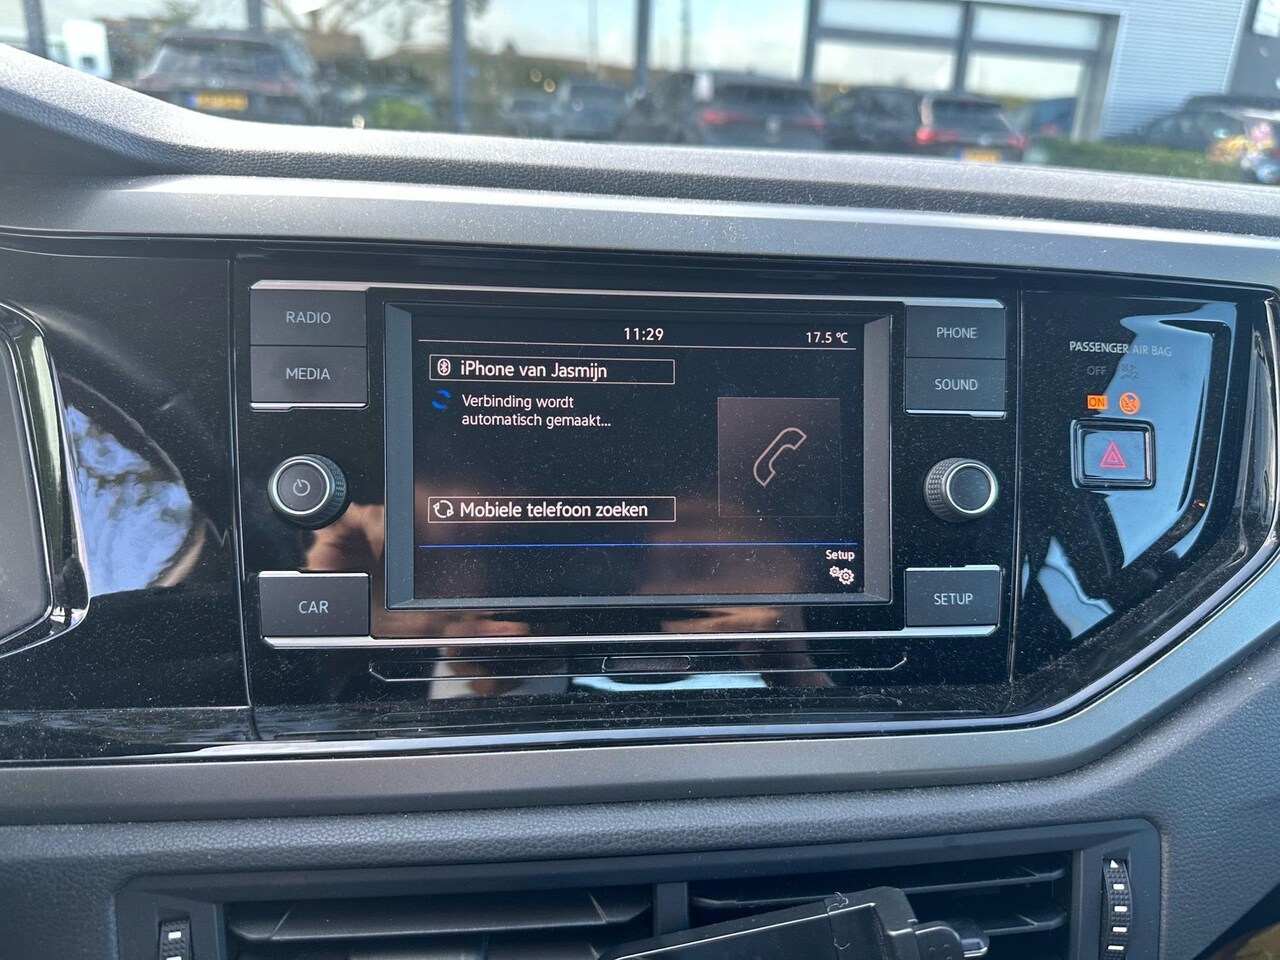 RADIO
MEDIA
CAR
11:29
17.5 °C
iPhone van Jasmijn
Verbinding wordt
automatisch gemaakt...
Mobiele telefoon zoeken
Setup
PHONE
SOUND
SETUP
PASSENGER AIR BAG
OFF
ON